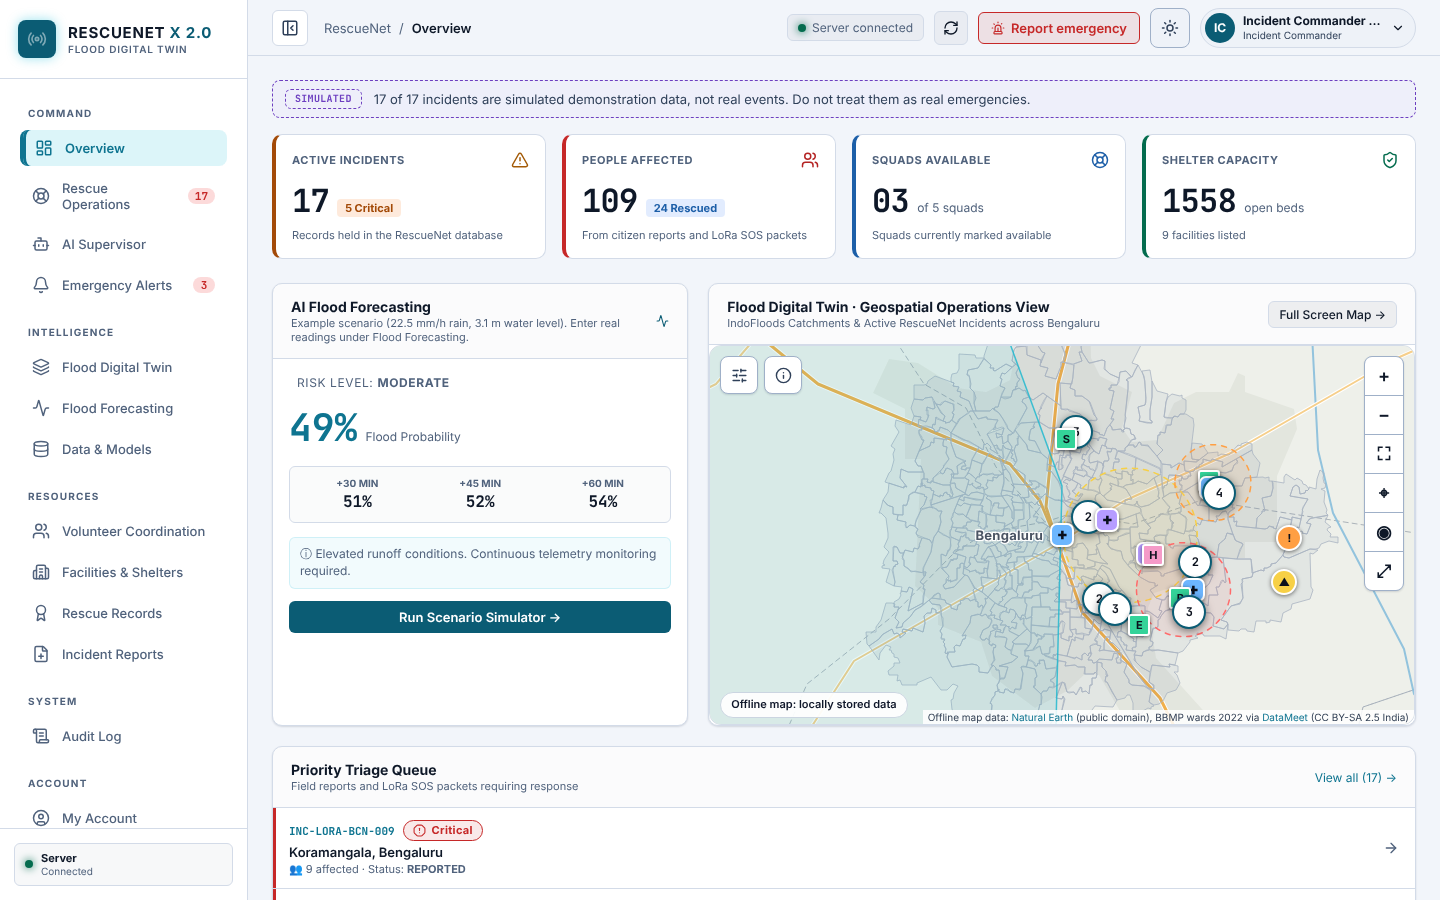 RESCUENET X 2.0
FLOOD DIGITAL TWIN
COMMAND
Overview
Rescue
Operations
17
AI Supervisor
Emergency Alerts
3
INTELLIGENCE
Flood Digital Twin
Flood Forecasting
Data & Models
RESOURCES
Volunteer Coordination
Facilities & Shelters
Rescue Records
Incident Reports
SYSTEM
Audit Log
ACCOUNT
My Account
Server
Connected
RescueNet / Overview
Server connected
Report emergency
IC
Incident Commander ...
Incident Commander
SIMULATED
17 of 17 incidents are simulated demonstration data, not real events. Do not treat them as real emergencies.
ACTIVE INCIDENTS
17
5 Critical
Records held in the RescueNet database
PEOPLE AFFECTED
109
24 Rescued
From citizen reports and LoRa SOS packets
SQUADS AVAILABLE
03 of 5 squads
Squads currently marked available
SHELTER CAPACITY
1558 open beds
9 facilities listed
AI Flood Forecasting
Example scenario (22.5 mm/h rain, 3.1 m water level). Enter real
readings under Flood Forecasting.
RISK LEVEL: MODERATE
49% Flood Probability
+30 MIN
51%
+45 MIN
52%
+60 MIN
54%
ⓘ Elevated runoff conditions. Continuous telemetry monitoring
required.
Run Scenario Simulator →
Flood Digital Twin · Geospatial Operations View
IndoFloods Catchments & Active RescueNet Incidents across Bengaluru
Full Screen Map →
S
4
2
Bengaluru
H
2
!
2
3
3
E
+
−
Offline map: locally stored data
Offline map data: Natural Earth (public domain), BBMP wards 2022 via DataMeet (CC BY-SA 2.5 India)
Priority Triage Queue
Field reports and LoRa SOS packets requiring response
View all (17) →
INC-LORA-BCN-009
Critical
Koramangala, Bengaluru
👥 9 affected · Status: REPORTED